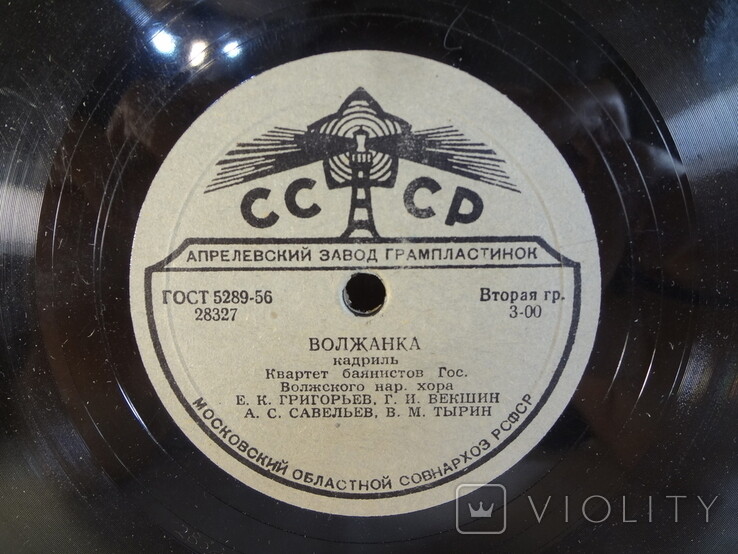 СССР
АПРЕЛЕВСКИЙ ЗАВОД ГРАМПЛАСТИНОК
ГОСТ 5289-56
28327
Вторая гр.
3-00
ВОЛЖАНКА
кадриль
Квартет баянистов Гос.
Волжского нар. хора
Е. К. ГРИГОРЬЕВ, Г. И. ВЕКШИН
А. С. САВЕЛЬЕВ, В. М. ТЫРИН
МОСКОВСКИЙ ОБЛАСТНОЙ СОВНАРХОЗ РСФСР
VIOLITY